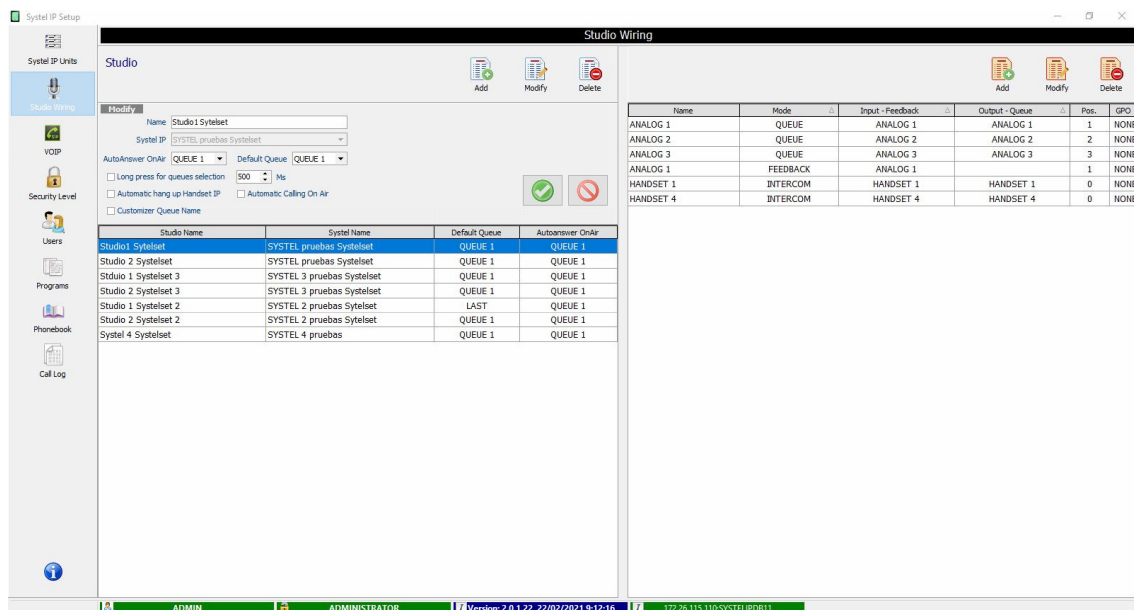 Systel IP Setup
Studio Wiring
Systel IP Units
Studio Wiring
VOIP
Security Level
Users
Programs
Phonebook
Call Log
Studio
Add Modify Delete
Modify
Name Studio1 Sytelset
Systel IP SYSTEL pruebas Systelset
AutoAnswer OnAir QUEUE 1 Default Queue QUEUE 1
Long press for queues selection 500 Ms
Automatic hang up Handset IP Automatic Calling On Air
Customizer Queue Name
Studio Name Systel Name Default Queue Autoanswer OnAir
Studio1 Sytelset SYSTEL pruebas Systelset QUEUE 1 QUEUE 1
Studio 2 Systelset SYSTEL pruebas Systelset QUEUE 1 QUEUE 1
Stduio 1 Systelset 3 SYSTEL 3 pruebas Systelset QUEUE 1 QUEUE 1
Studio 2 Systelset 3 SYSTEL 3 pruebas Systelset QUEUE 1 QUEUE 1
Studio 1 Systelset 2 SYSTEL 2 pruebas Sytelset LAST QUEUE 1
Studio 2 Systelset 2 SYSTEL 2 pruebas Sytelset QUEUE 1 QUEUE 1
Systel 4 Systelset SYSTEL 4 pruebas QUEUE 1 QUEUE 1
Add Modify Delete
Name Mode Input - Feedback Output - Queue Pos. GPO
ANALOG 1 QUEUE ANALOG 1 ANALOG 1 1 NONE
ANALOG 2 QUEUE ANALOG 2 ANALOG 2 2 NONE
ANALOG 3 QUEUE ANALOG 3 ANALOG 3 3 NONE
ANALOG 1 FEEDBACK ANALOG 1 1 NONE
HANDSET 1 INTERCOM HANDSET 1 HANDSET 1 0 NONE
HANDSET 4 INTERCOM HANDSET 4 HANDSET 4 0 NONE
ADMIN ADMINISTRATOR Version: 2.0.1.22 22/02/2021 9:12:16 172.26.115.110:SYSTELIPDB11